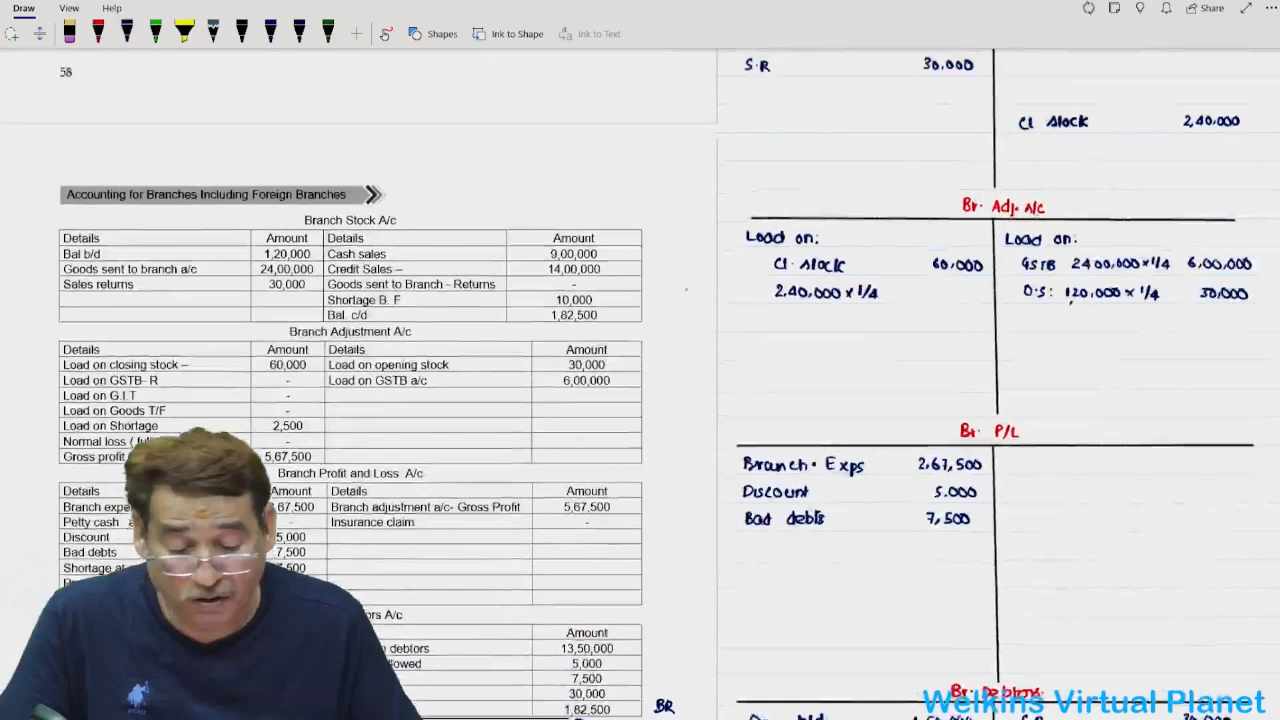 Draw View Help
Share
Shapes Ink to Shape Ink to Text
58
Accounting for Branches Including Foreign Branches
Branch Stock A/c
Details Amount Details Amount
Bal b/d 1,20,000 Cash sales 9,00,000
Goods sent to branch a/c 24,00,000 Credit Sales – 14,00,000
Sales returns 30,000 Goods sent to Branch - Returns -
Shortage B. F 10,000
Bal. c/d 1,82,500
Branch Adjustment A/c
Details Amount Details Amount
Load on closing stock – 60,000 Load on opening stock 30,000
Load on GSTB- R - Load on GSTB a/c 6,00,000
Load on G.I.T -
Load on Goods T/F -
Load on Shortage 2,500
Normal loss -
Gross profit 5,67,500
Branch Profit and Loss A/c
Details Amount Details Amount
Branch 67,500 Branch adjustment a/c- Gross Profit 5,67,500
Petty cash - Insurance claim -
Discount 5,000
Bad debts 7,500
Shortage 7,500
A/c
Amount
debtors 13,50,000
5,000
7,500
30,000
1,82,500
S.R 30,000
Cl stock 2,40,000
Br. Adj. A/c
Load on: Load on:
Cl. stock 60,000 GSTB 2400,000 × 1/4 6,00,000
2,40,000 × 1/4 O.S: 120,000 × 1/4 30,000
Br. P/L
Branch. Exps 2,67,500
Discount 5.000
Bad debts 7,500
Br. Debtors
BR
Welkins Virtual Planet